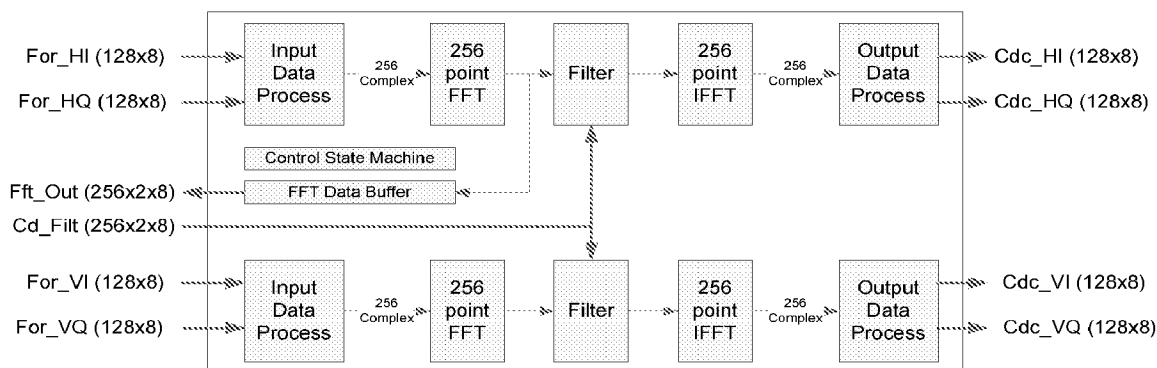 For_HI (128x8)
For_HQ (128x8)
Input
Data
Process
256
Complex
256
point
FFT
Filter
256
point
IFFT
256
Complex
Output
Data
Process
Cdc_HI (128x8)
Cdc_HQ (128x8)
Control State Machine
Fft_Out (256x2x8)
FFT Data Buffer
Cd_Filt (256x2x8)
For_VI (128x8)
For_VQ (128x8)
Input
Data
Process
256
Complex
256
point
FFT
Filter
256
point
IFFT
256
Complex
Output
Data
Process
Cdc_VI (128x8)
Cdc_VQ (128x8)